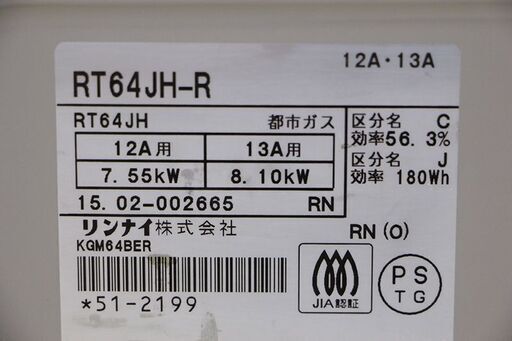 12A・13A
RT64JH-R
RT64JH 都市ガス
12A用 13A用
7.55kW 8.10kW
15.02-002665 RN
区分名 C
効率56.3%
区分名 J
効率 180Wh
リンナイ株式会社
RN (O)
KGM64BER
*51-2199
JIA認証
PS
TG